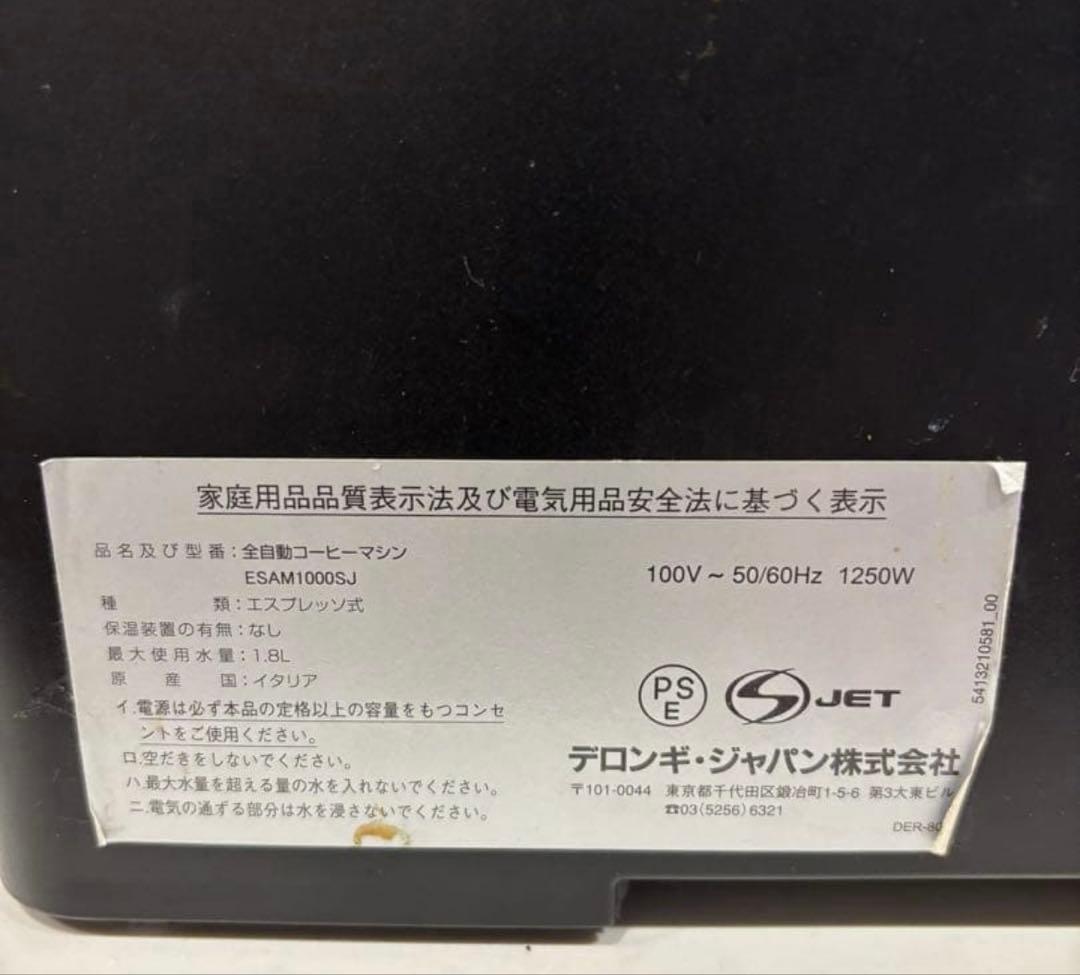 家庭用品品質表示法及び電気用品安全法に基づく表示
品名及び型番：全自動コーヒーマシン
ESAM1000SJ
種類：エスプレッソ式
保温装置の有無：なし
最大使用水量：1.8L
原産国：イタリア
イ.電源は必ず本品の定格以上の容量をもつコンセ
ントをご使用ください。
ロ.空だきをしないでください。
ハ.最大水量を超える量の水を入れないでください。
ニ.電気の通ずる部分は水を浸さないでください。
100V ~ 50/60Hz 1250W
PS
E
JET
デロンギ・ジャパン株式会社
〒101-0044 東京都千代田区鍛冶町1-5-6 第3大東ビル
☎03(5256)6321
DER-80
5413210581_00